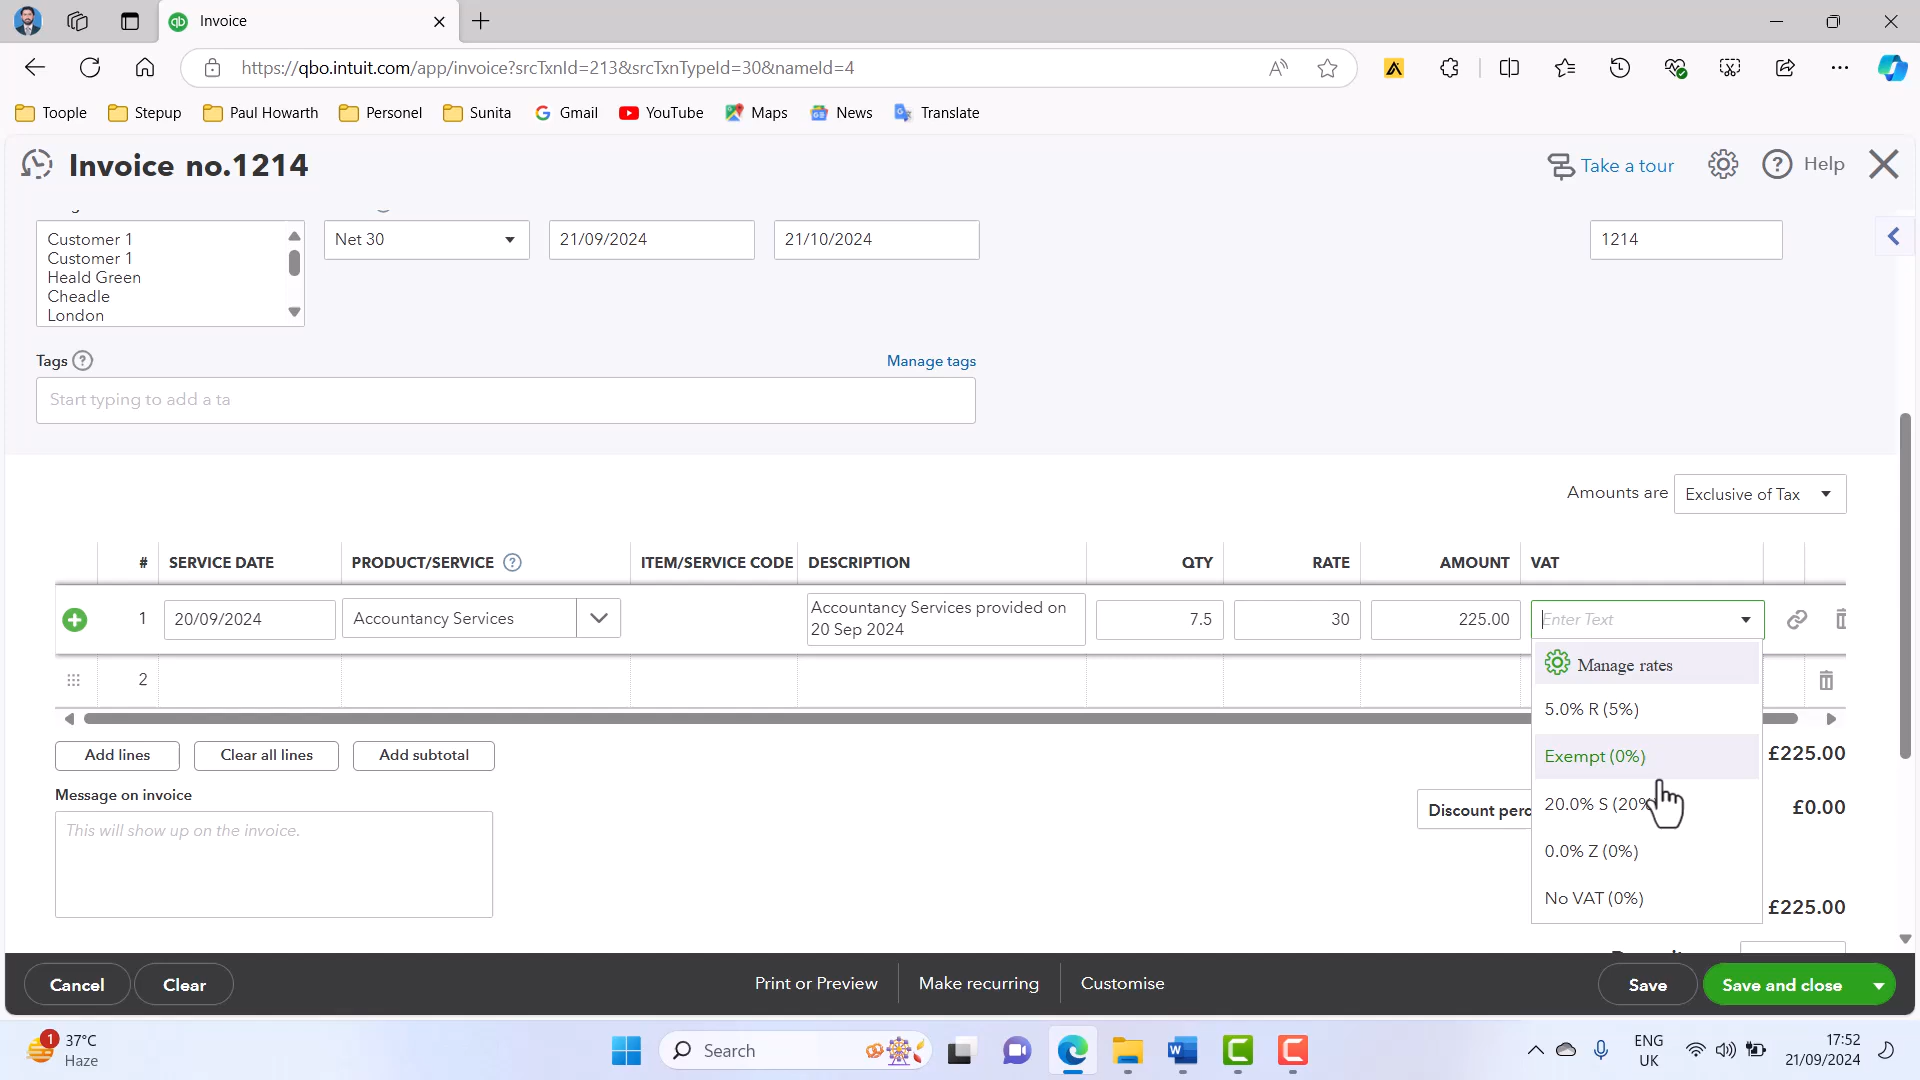 Invoice
https://qbo.intuit.com/app/invoice?srcTxnId=213&srcTxnTypeId=30&nameId=4
Toople
Stepup
Paul Howarth
Personel
Sunita
Gmail
YouTube
Maps
News
Translate
Invoice no.1214
Take a tour
Help
Customer 1
Customer 1
Heald Green
Cheadle
London
Net 30
21/09/2024
21/10/2024
1214
Tags
Manage tags
Start typing to add a ta
Amounts are
Exclusive of Tax
# SERVICE DATE PRODUCT/SERVICE ITEM/SERVICE CODE DESCRIPTION QTY RATE AMOUNT VAT
1 20/09/2024 Accountancy Services
Accountancy Services provided on
20 Sep 2024
7.5 30 225.00 Enter Text
2
Manage rates
5.0% R (5%)
Exempt (0%)
20.0% S (20%
0.0% Z (0%)
No VAT (0%)
Add lines
Clear all lines
Add subtotal
£225.00
Message on invoice
This will show up on the invoice.
Discount perc
£0.00
£225.00
Cancel
Clear
Print or Preview
Make recurring
Customise
Save
Save and close
1
37°C
Haze
Search
ENG
UK
17:52
21/09/2024